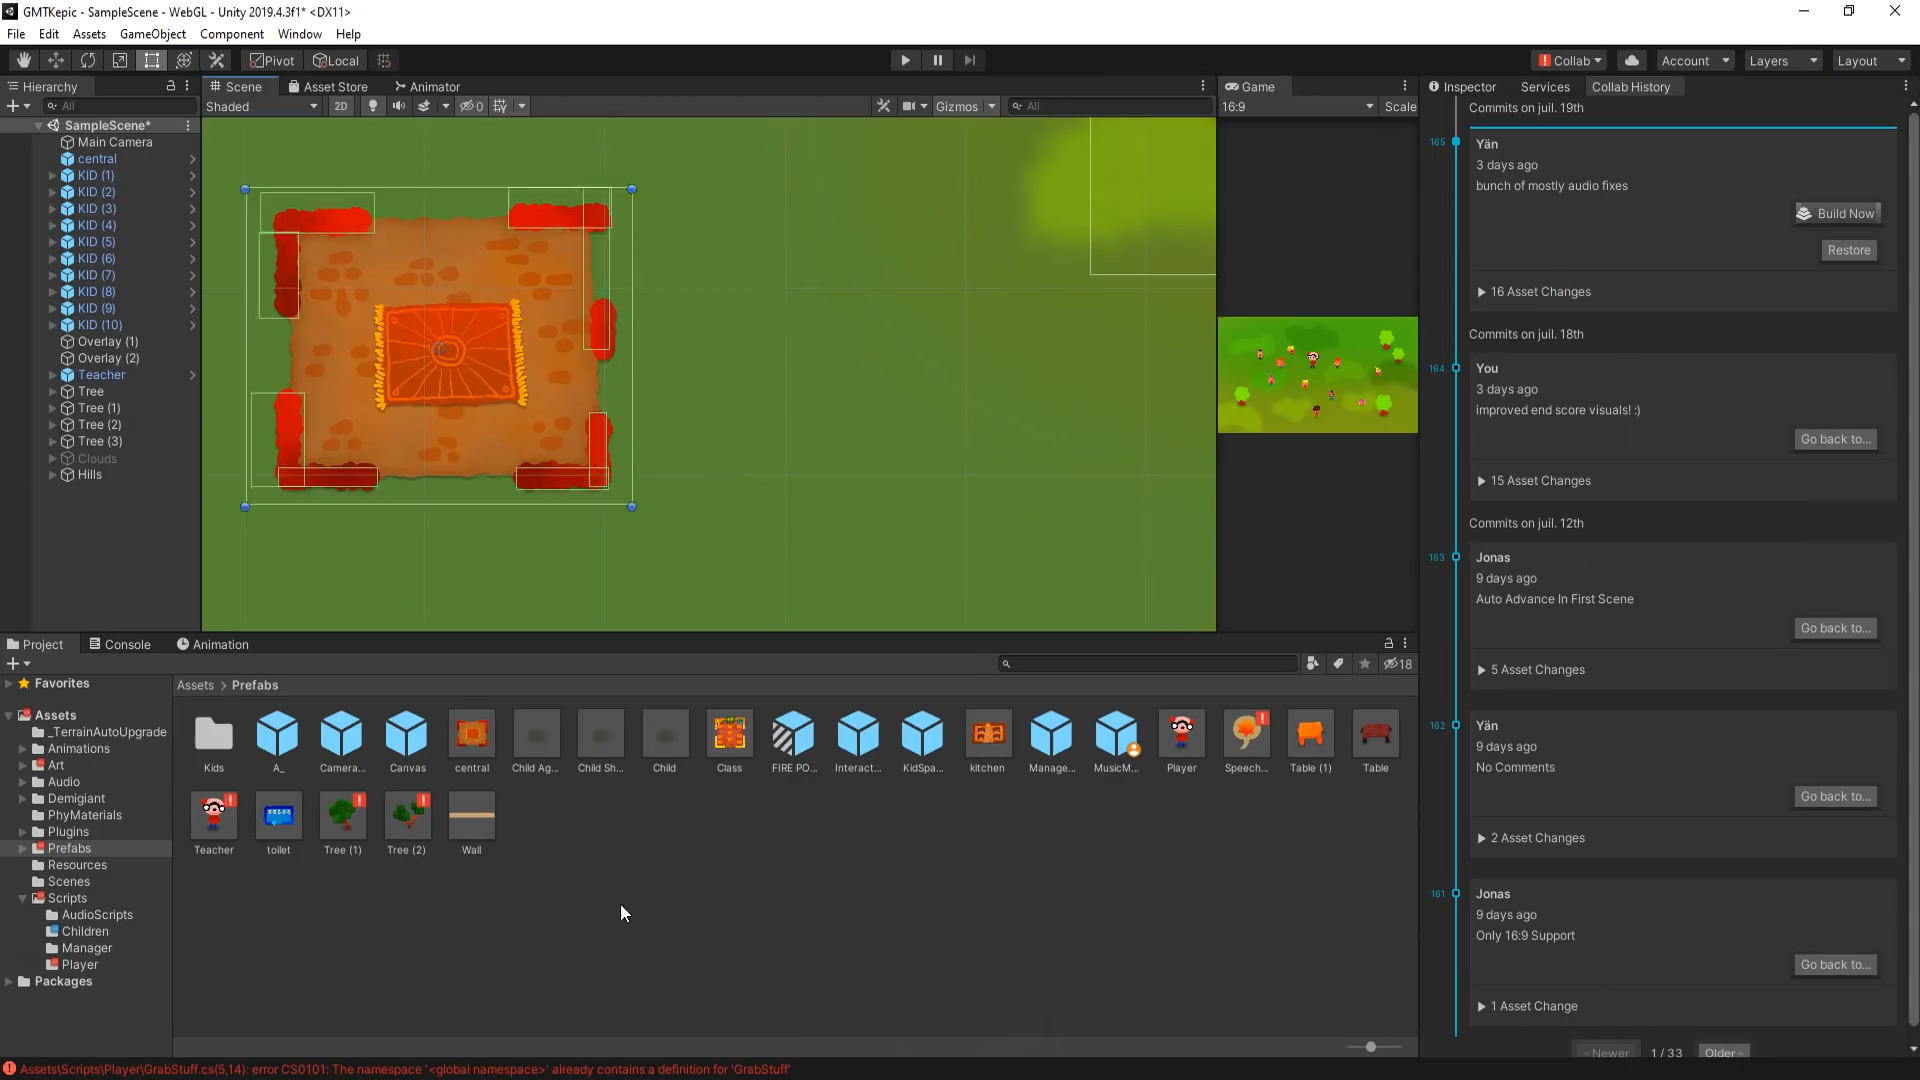 GMTKepic - SampleScene - WebGL - Unity 2019.4.3f1* <DX11>
File Edit Assets GameObject Component Window Help
Pivot Local Collab Account Layers Layout
Hierarchy
All
SampleScene*
Main Camera
central
KID (1)
KID (2)
KID (3)
KID (4)
KID (5)
KID (6)
KID (7)
KID (8)
KID (9)
KID (10)
Overlay (1)
Overlay (2)
Teacher
Tree
Tree (1)
Tree (2)
Tree (3)
Clouds
Hills
Scene Asset Store Animator
Shaded 2D 0 Gizmos All
Game
16:9 Scale
Inspector Services Collab History
Commits on juil. 19th
165
Yän
3 days ago
bunch of mostly audio fixes
Build Now
Restore
16 Asset Changes
Commits on juil. 18th
164
You
3 days ago
improved end score visuals! :)
Go back to...
15 Asset Changes
Commits on juil. 12th
163
Jonas
9 days ago
Auto Advance In First Scene
Go back to...
5 Asset Changes
162
Yän
9 days ago
No Comments
Go back to...
2 Asset Changes
161
Jonas
9 days ago
Only 16:9 Support
Go back to...
1 Asset Change
Newer 1 / 33 Older
Project Console Animation
18
Favorites
Assets
_TerrainAutoUpgrade
Animations
Art
Audio
Demigiant
PhyMaterials
Plugins
Prefabs
Resources
Scenes
Scripts
AudioScripts
Children
Manager
Player
Packages
Assets > Prefabs
Kids A_ Camera... Canvas central Child Ag... Child Sh... Child Class FIRE PO... Interact... KidSpa... kitchen Manage... MusicM... Player Speech... Table (1) Table
Teacher toilet Tree (1) Tree (2) Wall
Assets\Scripts\Player\GrabStuff.cs(5,14): error CS0101: The namespace '<global namespace>' already contains a definition for 'GrabStuff'